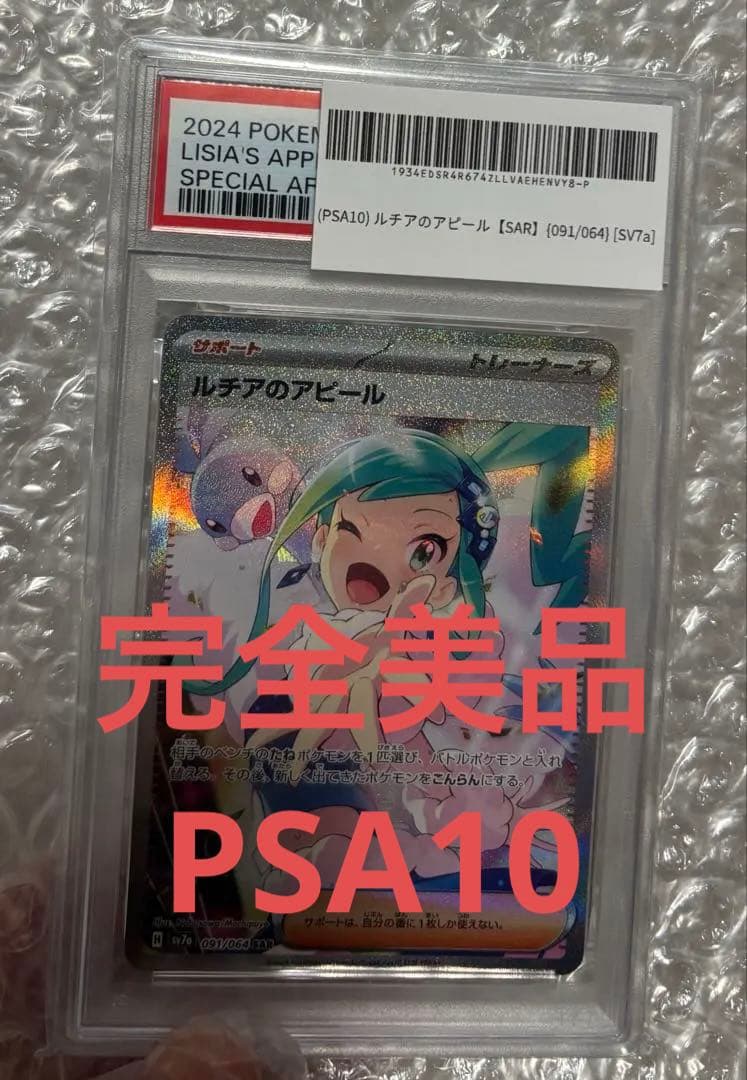 2024 POKEM
LISIA'S APP
SPECIAL AR
1934EDSR4R674ZLLVAEHENVY8-P
(PSA10) ルチアのアピール【SAR】{091/064} [SV7a]
サポート
トレーナーズ
ルチアのアピール
完全美品
相手のベンチのたねポケモンを1匹選び、バトルポケモンと入れ
替える。その後、新しく出てきたポケモンをこんらんにする。
PSA10
サポートは、自分の番に1枚しか使えない。
H SV7a 091/064 SAR